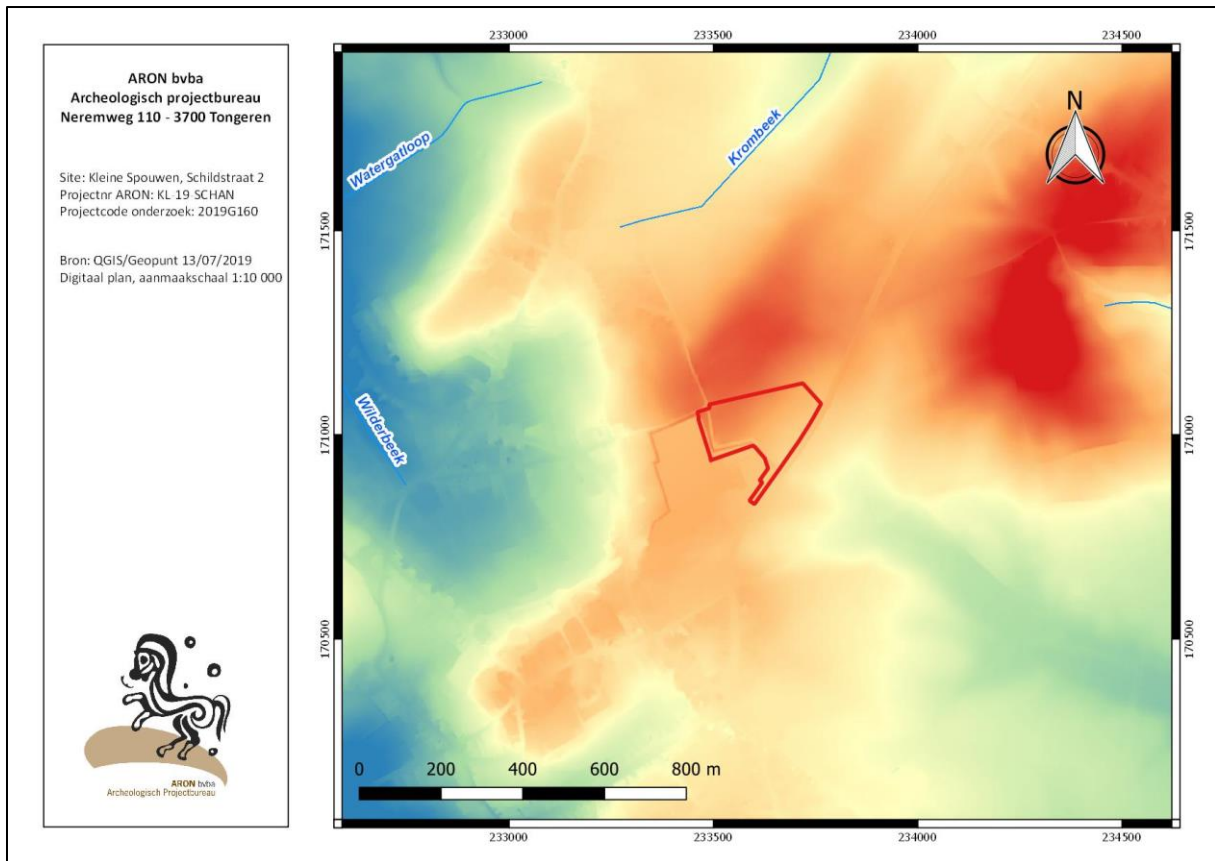 ARON bvba
Archeologisch projectbureau
Neremweg 110 - 3700 Tongeren
Site: Kleine Spouwen, Schildstraat 2
Projectnr ARON: KL-19-SCHAN
Projectcode onderzoek: 2019G160
Bron: QGIS/Geopunt 13/07/2019
Digitaal plan, aanmaakschaal 1:10 000
ARON bvba
Archeologisch Projectbureau
233000 233500 234000 234500
N
Watergatloop
Krombeek
171500 171500
Wilderbeek
171000 171000
170500 170500
0 200 400 600 800 m
233000 233500 234000 234500